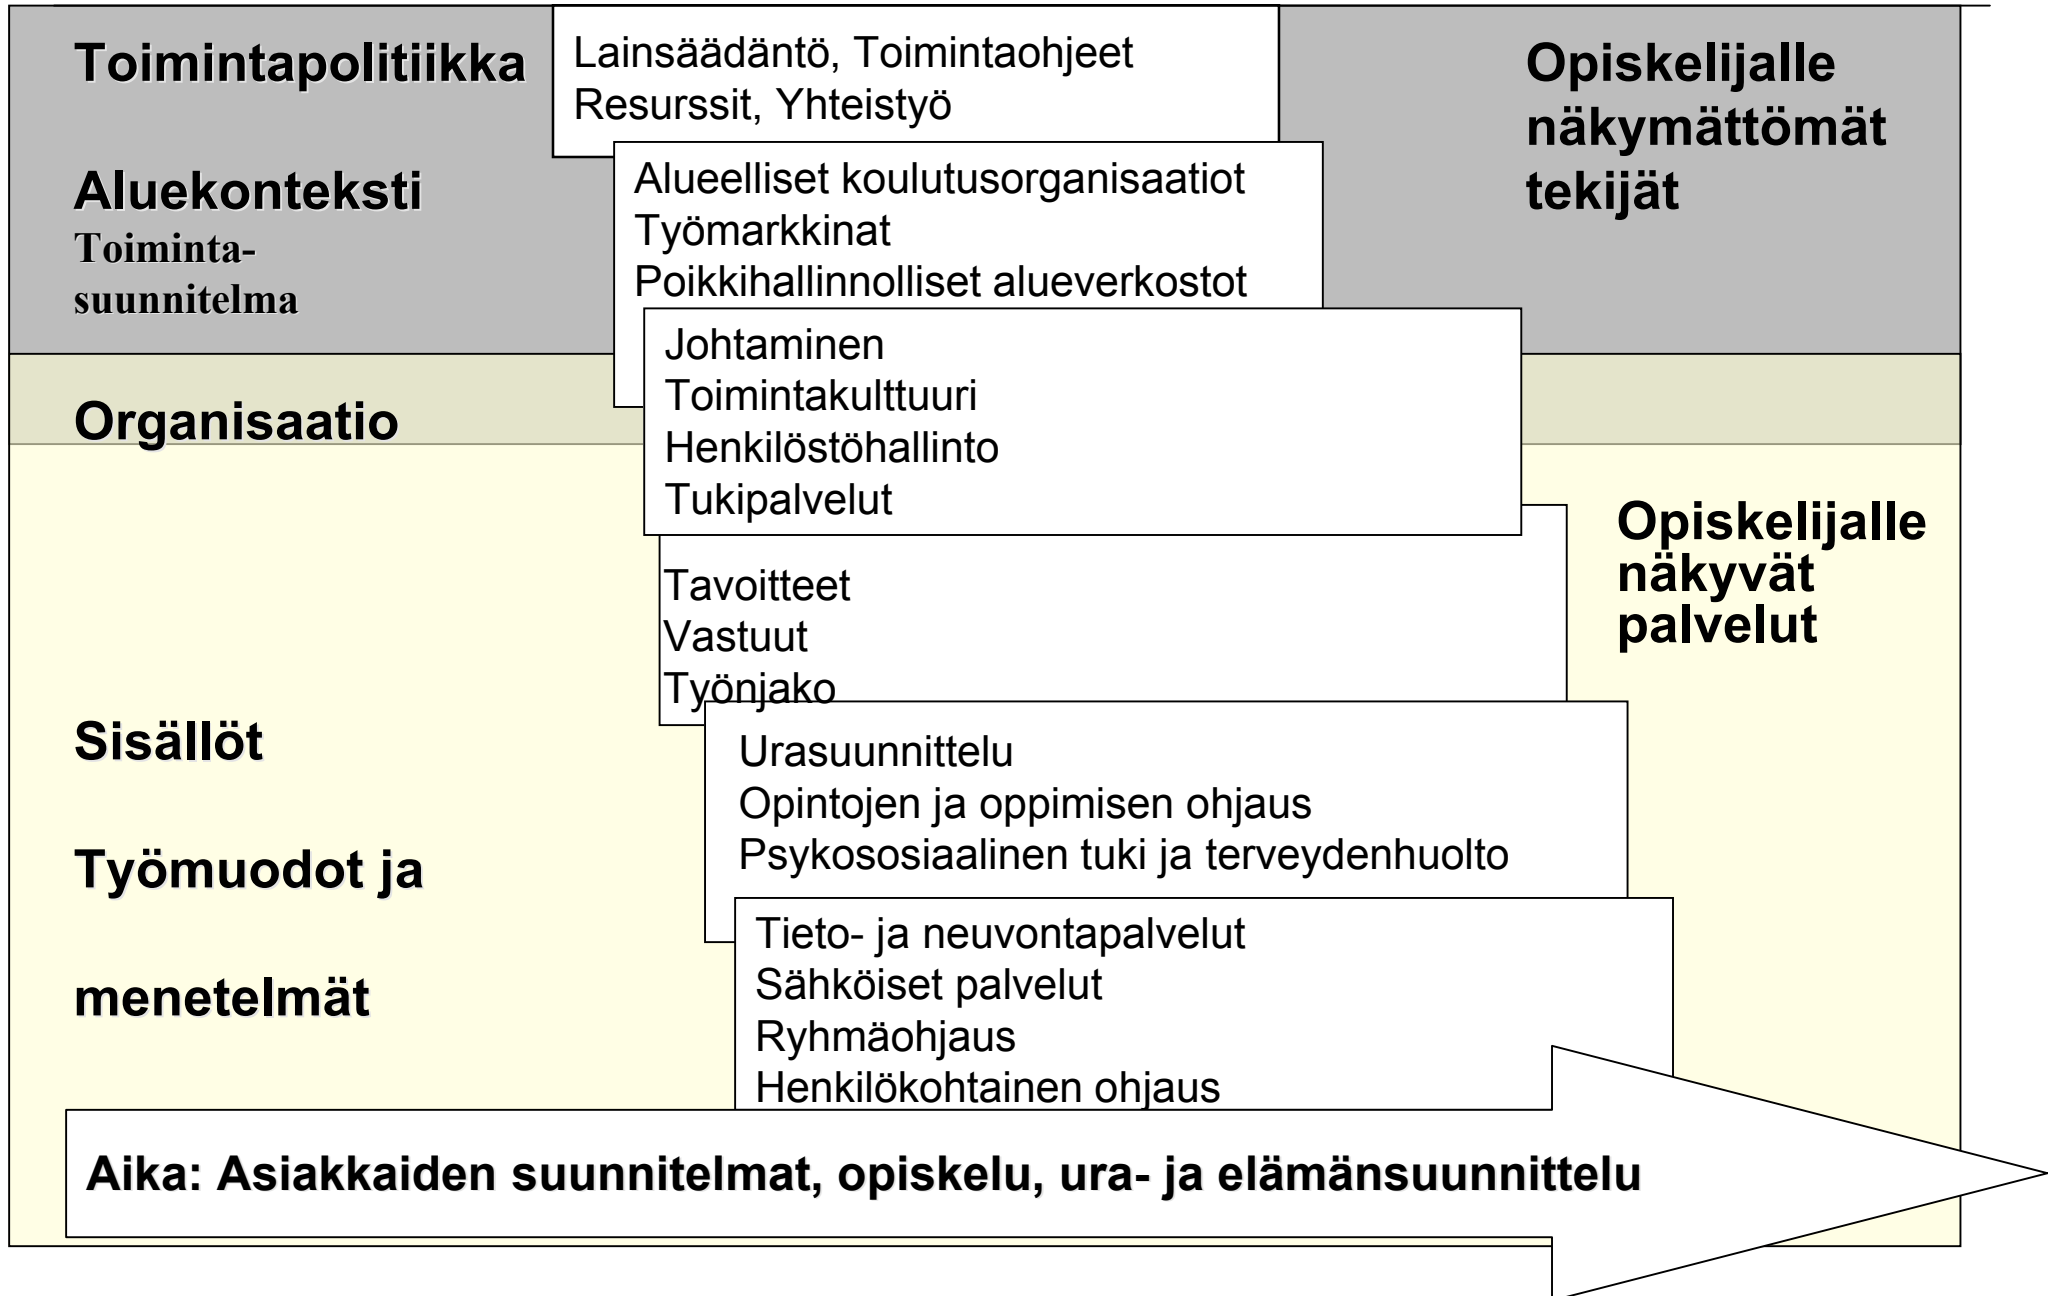 Toimintapolitiikka
Lainsäädäntö, Toimintaohjeet
Resurssit, Yhteistyö
Opiskelijalle
näkymättömät
tekijät
Aluekonteksti
Toiminta-
suunnitelma
Alueelliset koulutusorganisaatiot
Työmarkkinat
Poikkihallinnolliset alueverkostot
Organisaatio
Johtaminen
Toimintakulttuuri
Henkilöstöhallinto
Tukipalvelut
Opiskelijalle
näkyvät
palvelut
Tavoitteet
Vastuut
Työnjako
Sisällöt
Urasuunnittelu
Opintojen ja oppimisen ohjaus
Psykososiaalinen tuki ja terveydenhuolto
Työmuodot ja
menetelmät
Tieto- ja neuvontapalvelut
Sähköiset palvelut
Ryhmäohjaus
Henkilökohtainen ohjaus
Aika: Asiakkaiden suunnitelmat, opiskelu, ura- ja elämänsuunnittelu